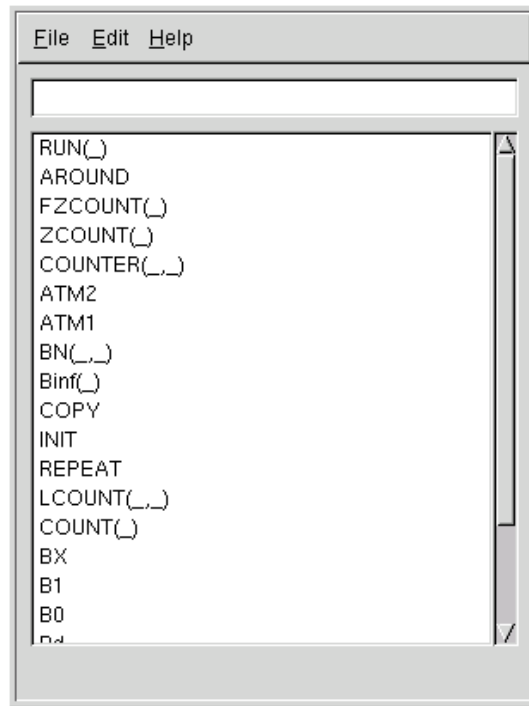 File Edit Help
RUN(_)
AROUND
FZCOUNT(_)
ZCOUNT(_)
COUNTER(_,_)
ATM2
ATM1
BN(_,_)
Binf(_)
COPY
INIT
REPEAT
LCOUNT(_,_)
COUNT(_)
BX
B1
B0